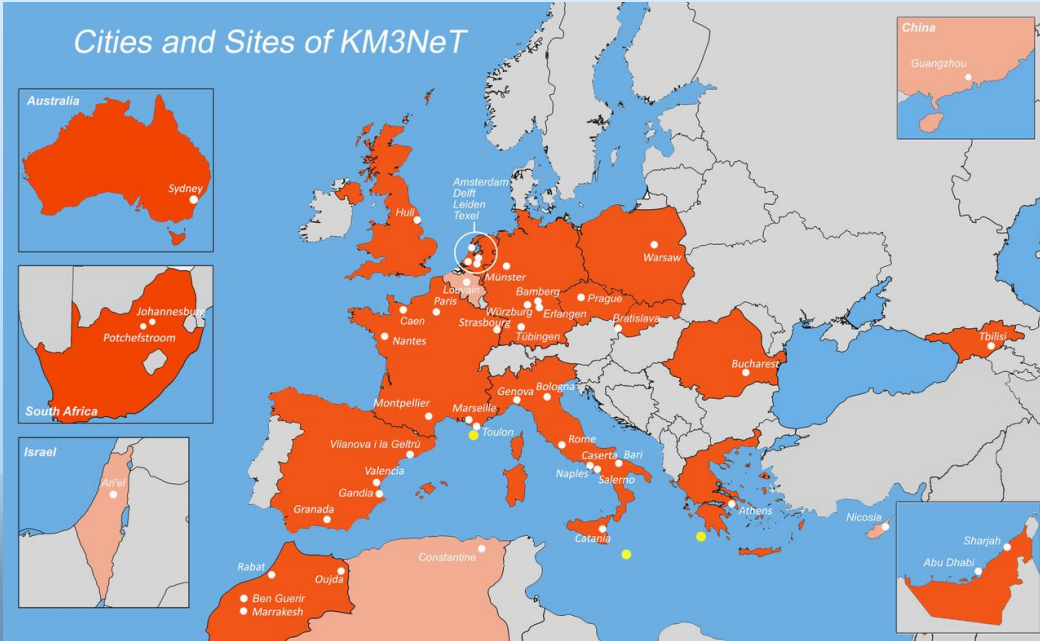 Cities and Sites of KM3NeT
China
Guangzhou
Australia
Sydney
Amsterdam
Delft
Leiden
Texel
Hull
Warsaw
Münster
Louvain
Paris
Bamberg
Prague
Johannesburg
Potchefstroom
Caen
Würzburg
Erlangen
Strasbourg
Bratislava
Nantes
Tübingen
Tbilisi
Bucharest
South Africa
Genova
Bologna
Montpellier
Marseille
Toulon
Israel
Vilanova i la Geltrú
Rome
Valencia
Caserta
Bari
Naples
Salerno
Ari'el
Gandia
Granada
Athens
Catania
Nicosia
Constantine
Sharjah
Abu Dhabi
Rabat
Oujda
Ben Guerir
Marrakesh